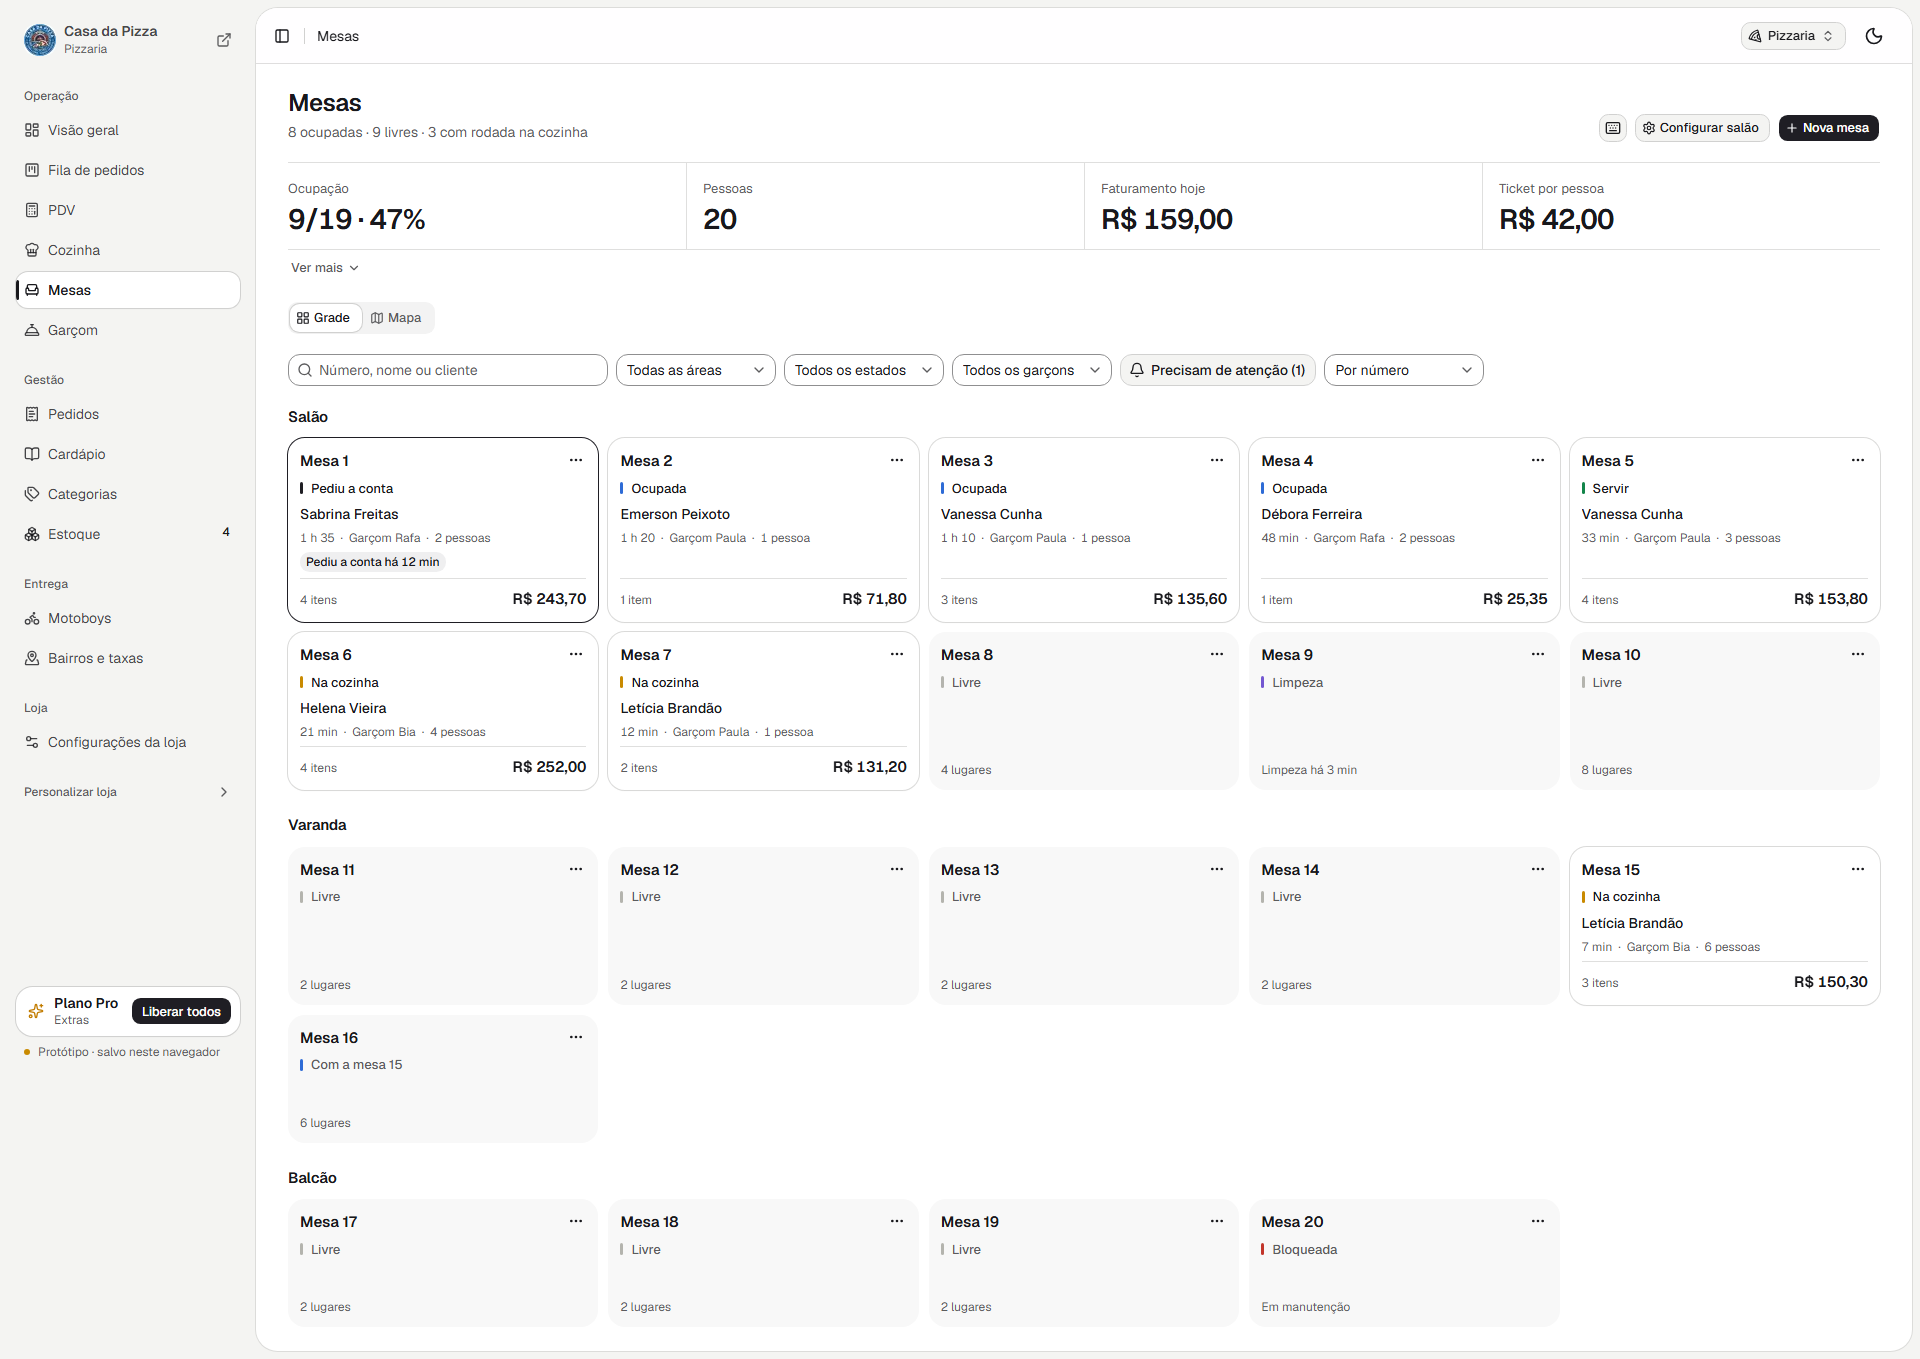 Casa da Pizza
Pizzaria
Operação
Visão geral
Fila de pedidos
PDV
Cozinha
Mesas
Garçom
Gestão
Pedidos
Cardápio
Categorias
Estoque 4
Entrega
Motoboys
Bairros e taxas
Loja
Configurações da loja
Personalizar loja
Plano Pro
Extras
Liberar todos
Protótipo · salvo neste navegador
Mesas
Pizzaria
Mesas
8 ocupadas · 9 livres · 3 com rodada na cozinha
Configurar salão
Nova mesa
Ocupação
9/19 · 47%
Pessoas
20
Faturamento hoje
R$ 159,00
Ticket por pessoa
R$ 42,00
Ver mais
Grade
Mapa
Número, nome ou cliente
Todas as áreas
Todos os estados
Todos os garçons
Precisam de atenção (1)
Por número
Salão
Mesa 1
Pediu a conta
Sabrina Freitas
1 h 35 · Garçom Rafa · 2 pessoas
Pediu a conta há 12 min
4 itens R$ 243,70
Mesa 2
Ocupada
Emerson Peixoto
1 h 20 · Garçom Paula · 1 pessoa
1 item R$ 71,80
Mesa 3
Ocupada
Vanessa Cunha
1 h 10 · Garçom Paula · 1 pessoa
3 itens R$ 135,60
Mesa 4
Ocupada
Débora Ferreira
48 min · Garçom Rafa · 2 pessoas
1 item R$ 25,35
Mesa 5
Servir
Vanessa Cunha
33 min · Garçom Paula · 3 pessoas
4 itens R$ 153,80
Mesa 6
Na cozinha
Helena Vieira
21 min · Garçom Bia · 4 pessoas
4 itens R$ 252,00
Mesa 7
Na cozinha
Letícia Brandão
12 min · Garçom Paula · 1 pessoa
2 itens R$ 131,20
Mesa 8
Livre
4 lugares
Mesa 9
Limpeza
Limpeza há 3 min
Mesa 10
Livre
8 lugares
Varanda
Mesa 11
Livre
2 lugares
Mesa 12
Livre
2 lugares
Mesa 13
Livre
2 lugares
Mesa 14
Livre
2 lugares
Mesa 15
Na cozinha
Letícia Brandão
7 min · Garçom Bia · 6 pessoas
3 itens R$ 150,30
Mesa 16
Com a mesa 15
6 lugares
Balcão
Mesa 17
Livre
2 lugares
Mesa 18
Livre
2 lugares
Mesa 19
Livre
2 lugares
Mesa 20
Bloqueada
Em manutenção